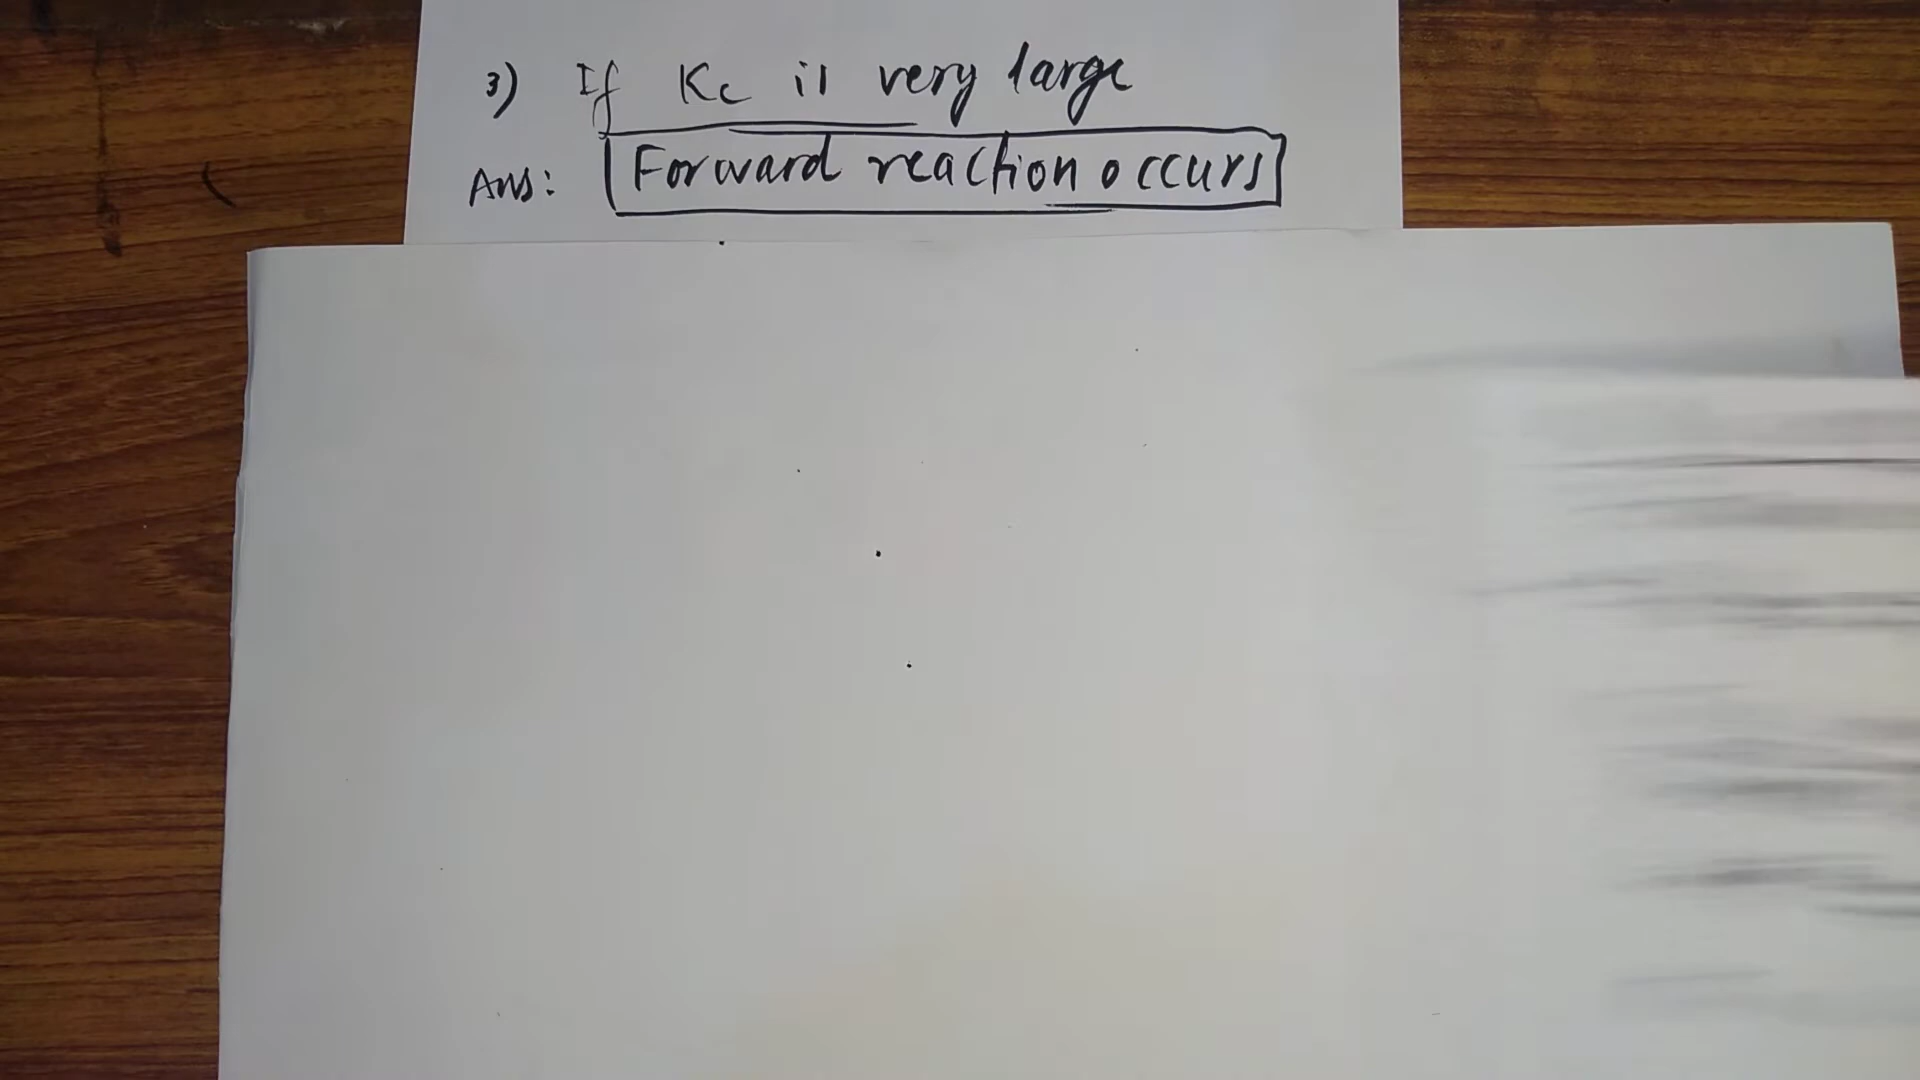 3) If Kc is very large
Ans: Forward reaction occurs